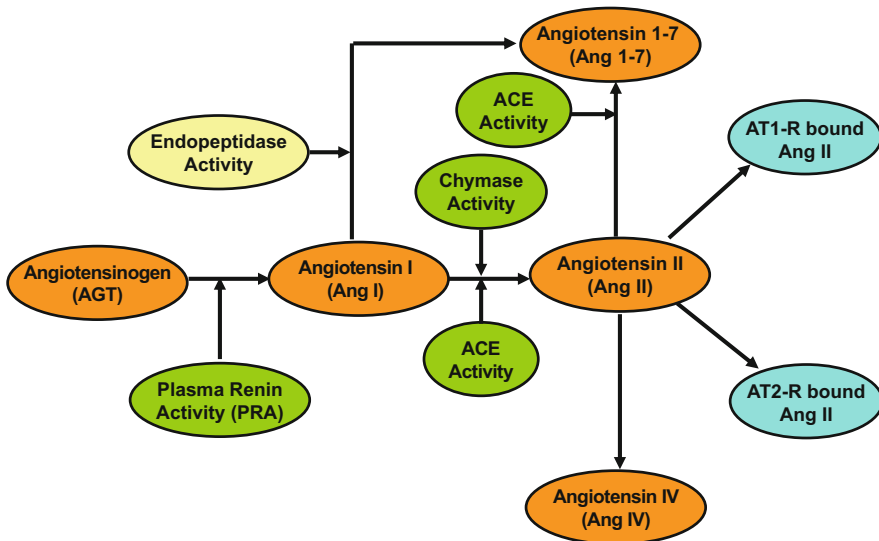 Angiotensin 1-7
(Ang 1-7)
ACE
Activity
AT1-R bound
Ang II
Endopeptidase
Activity
Chymase
Activity
Angiotensinogen
(AGT)
Angiotensin I
(Ang I)
Angiotensin II
(Ang II)
ACE
Activity
Plasma Renin
Activity (PRA)
AT2-R bound
Ang II
Angiotensin IV
(Ang IV)